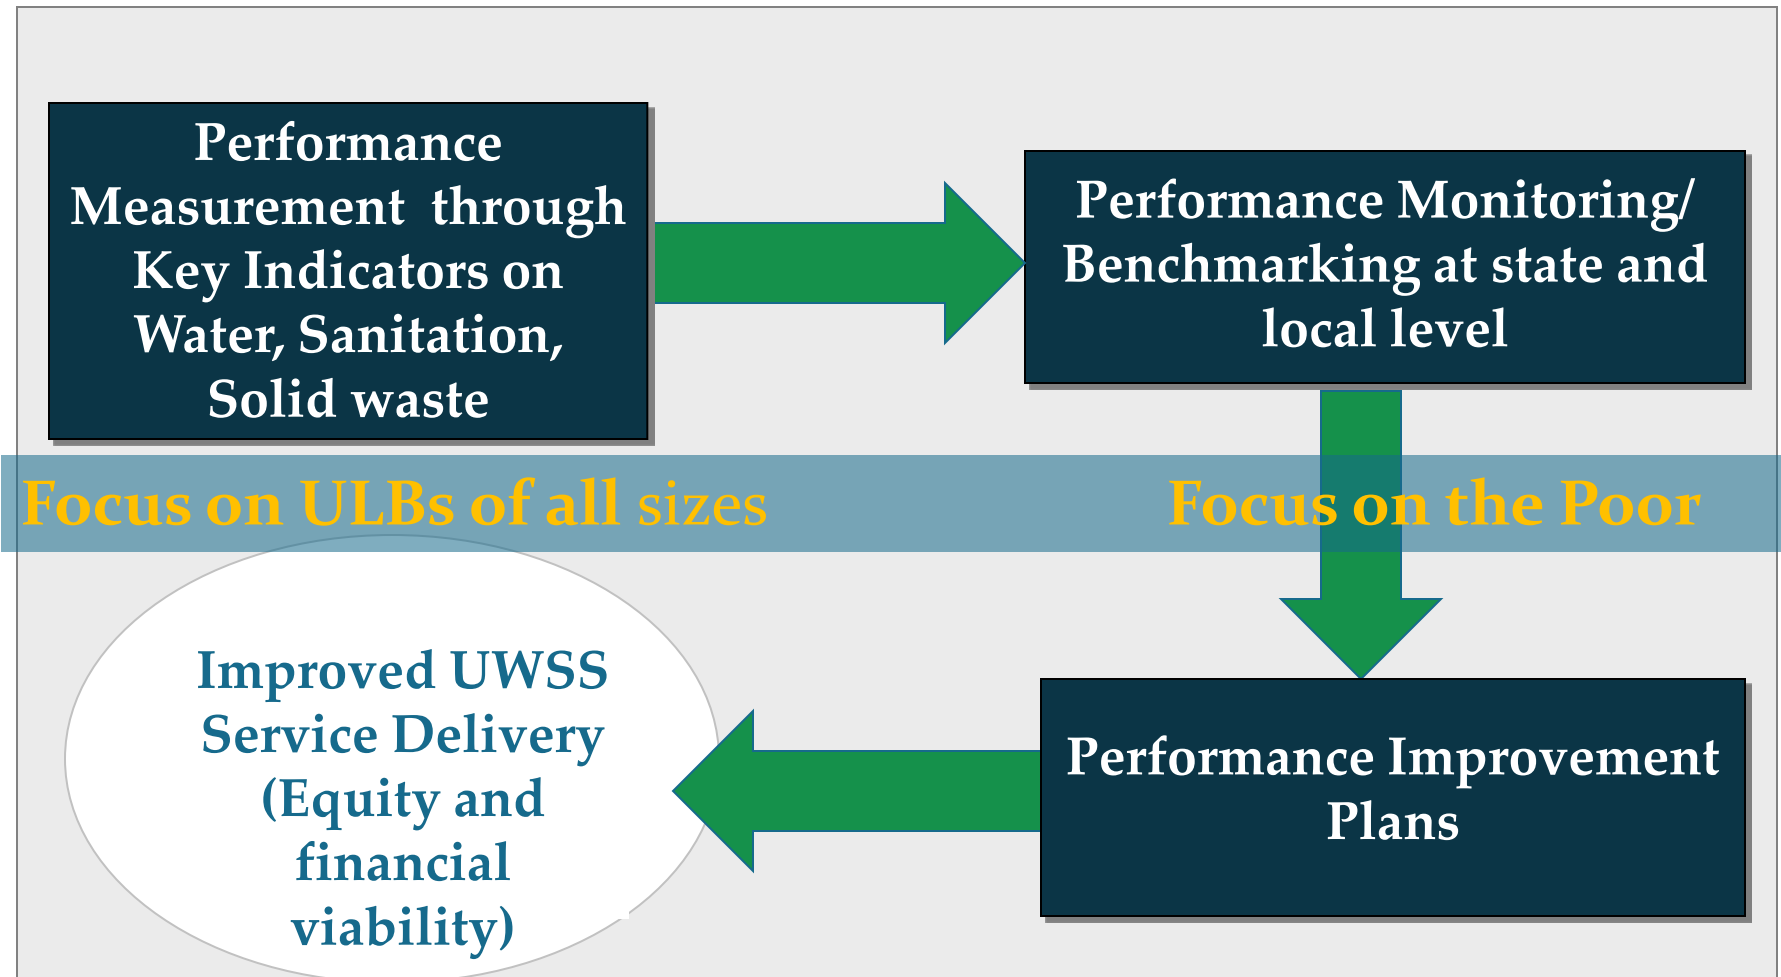 Performance
Measurement through
Key Indicators on
Water, Sanitation,
Solid waste
Performance Monitoring/
Benchmarking at state and
local level
Focus on ULBs of all sizes
Focus on the Poor
Improved UWSS
Service Delivery
(Equity and
financial
viability)
Performance Improvement
Plans